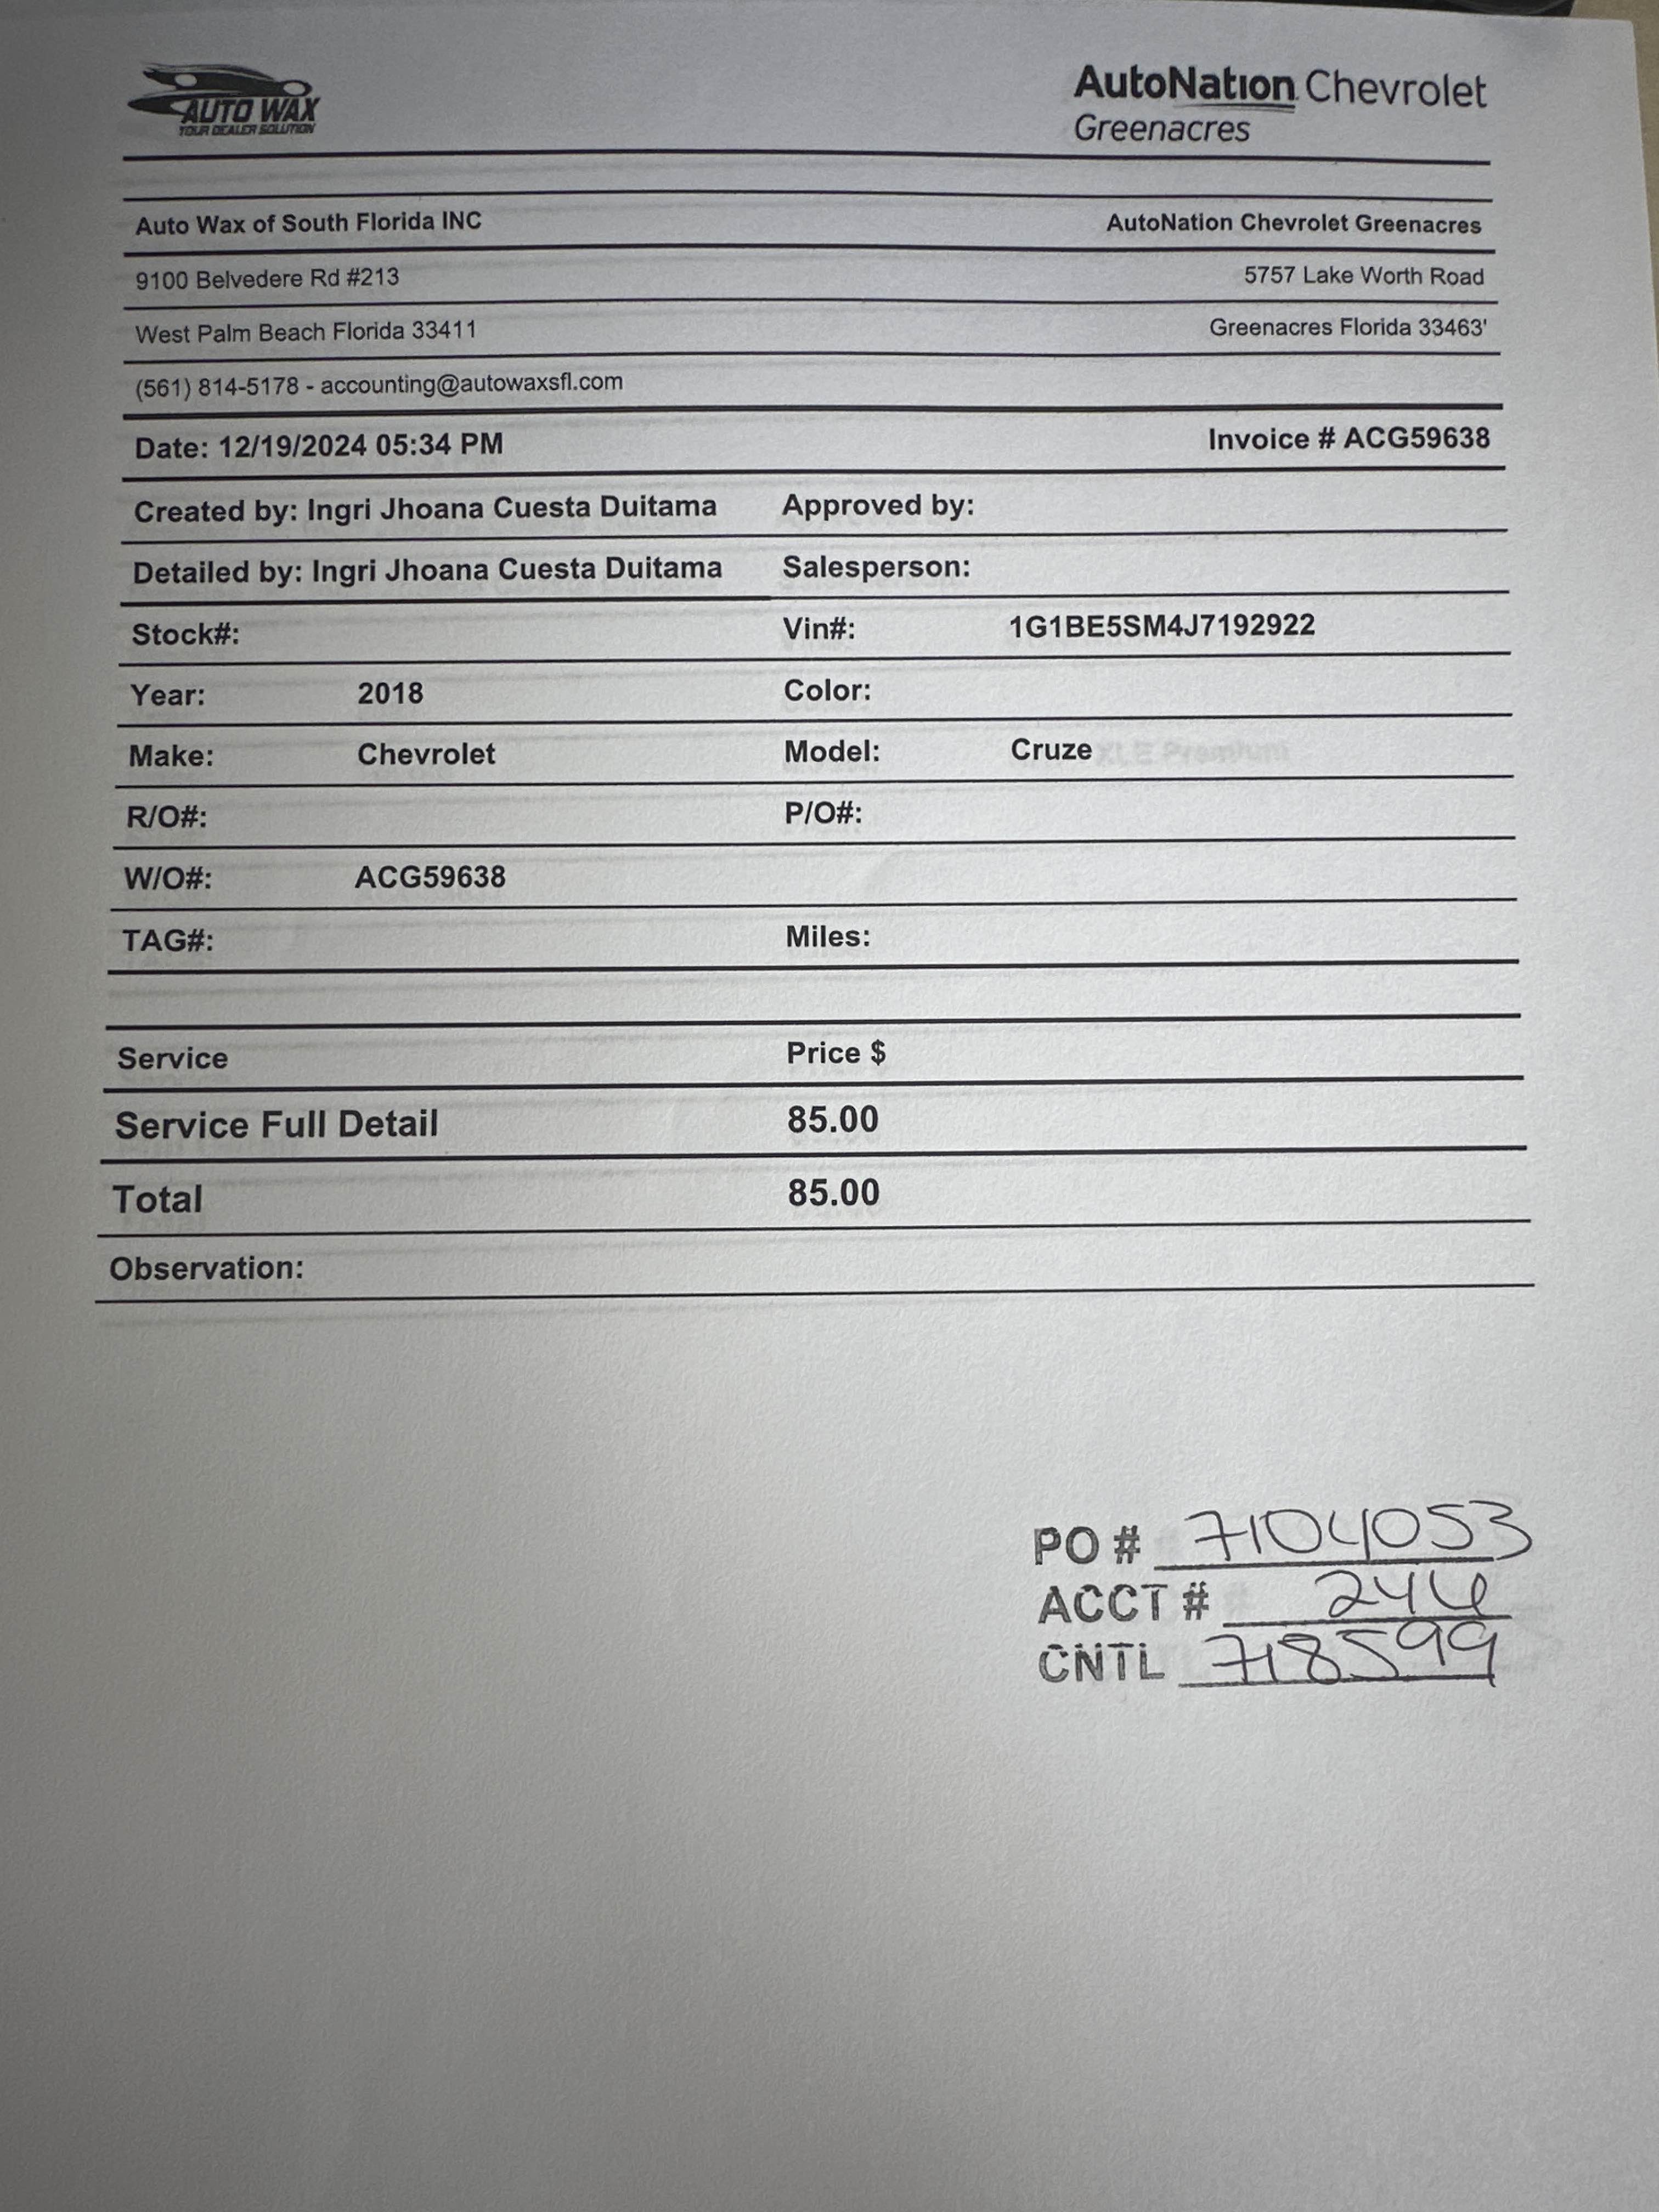 AUTO WAX
YOUR DEALER SOLUTION
AutoNation Chevrolet
Greenacres
Auto Wax of South Florida INC AutoNation Chevrolet Greenacres
9100 Belvedere Rd #213 5757 Lake Worth Road
West Palm Beach Florida 33411 Greenacres Florida 33463'
(561) 814-5178 - accounting@autowaxsfl.com
Date: 12/19/2024 05:34 PM Invoice # ACG59638
Created by: Ingri Jhoana Cuesta Duitama Approved by:
Detailed by: Ingri Jhoana Cuesta Duitama Salesperson:
Stock#: Vin#: 1G1BE5SM4J7192922
Year: 2018 Color:
Make: Chevrolet Model: Cruze XLE Premium
R/O#: P/O#:
W/O#: ACG59638
TAG#: Miles:
Service Price $
Service Full Detail 85.00
Total 85.00
Observation:
PO # 7104053
ACCT #
CNTL 718599